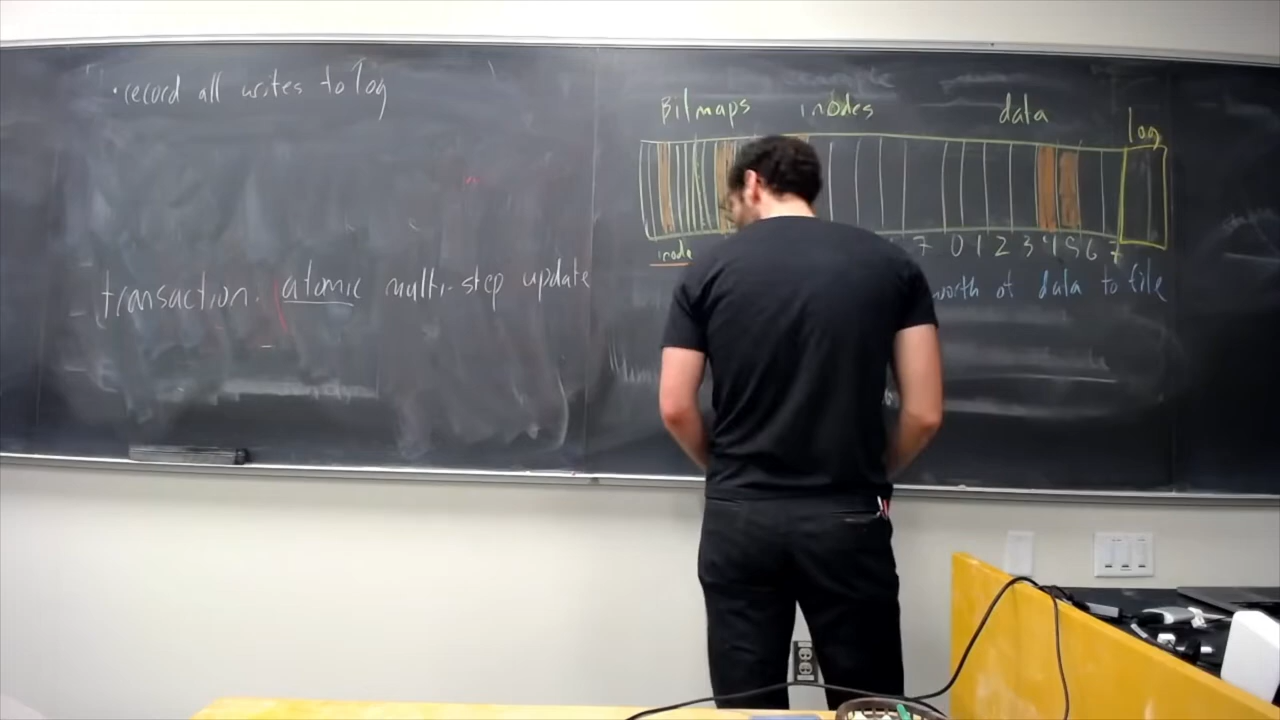 · record all writes to log
transaction. atomic multi-step update
Bitmaps inodes data log
inode 7 0 1 2 3 4 5 6 7
worth of data to file